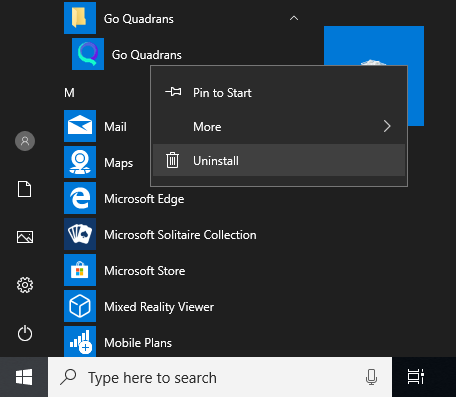 Go Quadrans
Go Quadrans
Pin to Start
M
Mail
More
Maps
Uninstall
Microsoft Edge
Microsoft Solitaire Collection
Microsoft Store
Mixed Reality Viewer
Mobile Plans
Type here to search